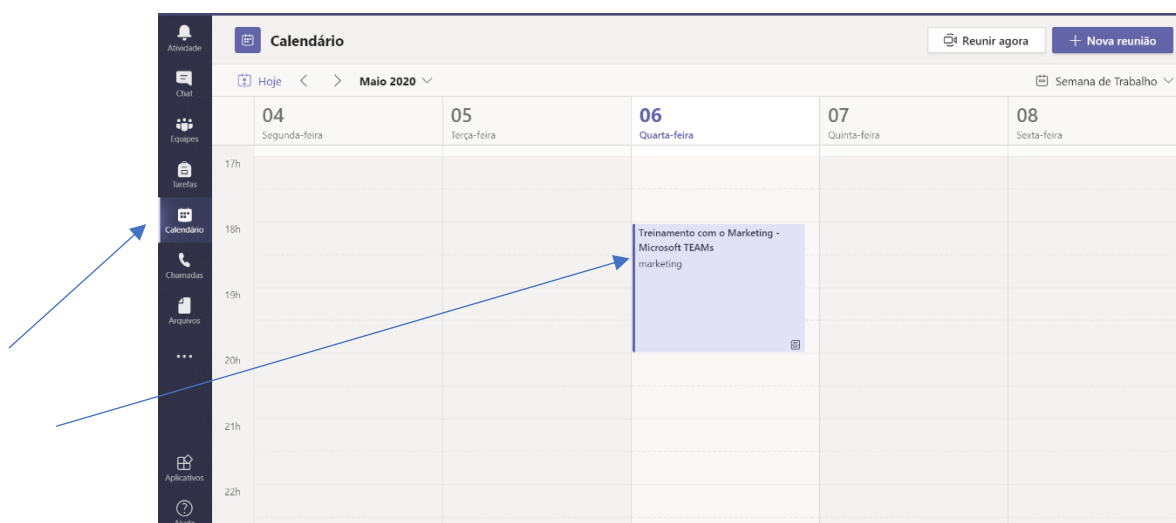 Atividade
Chat
Equipes
Tarefas
Calendário
Chamadas
Arquivos
Aplicativos
Ajuda
Calendário
Reunir agora
+ Nova reunião
Hoje
Maio 2020
Semana de Trabalho
04
Segunda-feira
05
Terça-feira
06
Quarta-feira
07
Quinta-feira
08
Sexta-feira
17h
18h
Treinamento com o Marketing -
Microsoft TEAMs
marketing
19h
20h
21h
22h